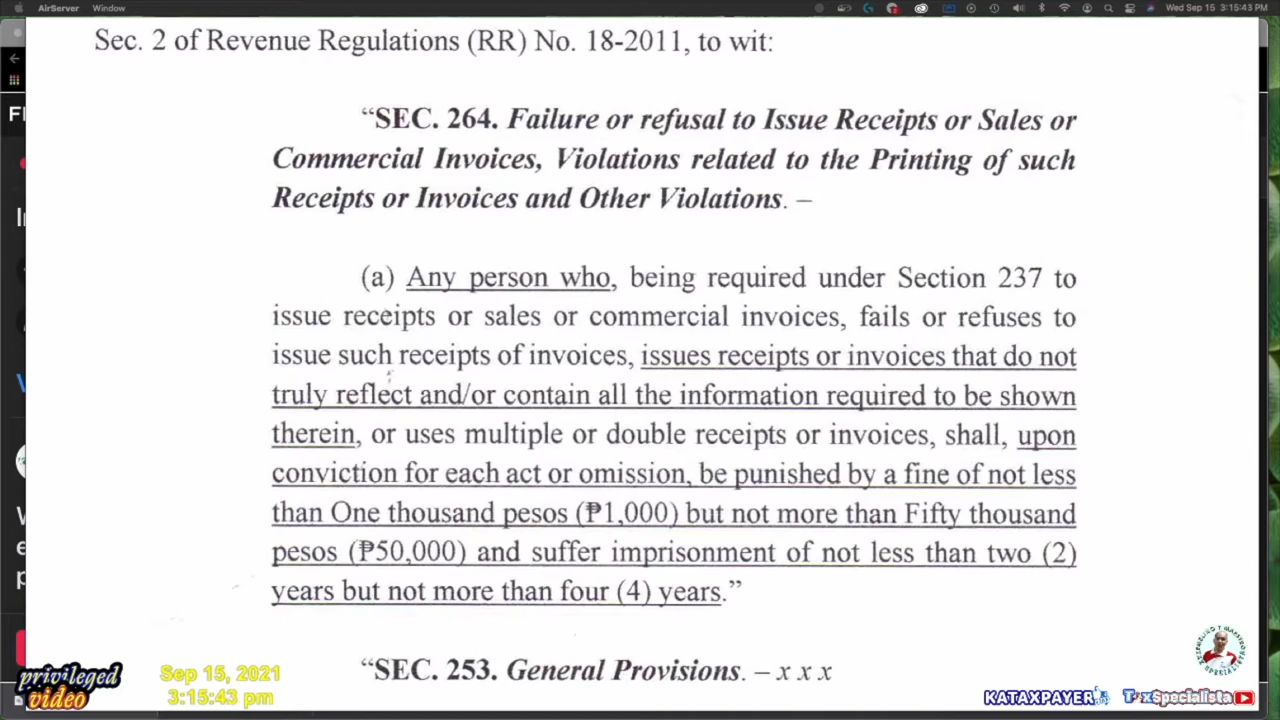 AirServer Window
Wed Sep 15 3:15:43 PM
Sec. 2 of Revenue Regulations (RR) No. 18-2011, to wit:
“SEC. 264. Failure or refusal to Issue Receipts or Sales or
Commercial Invoices, Violations related to the Printing of such
Receipts or Invoices and Other Violations. –
(a) Any person who, being required under Section 237 to
issue receipts or sales or commercial invoices, fails or refuses to
issue such receipts of invoices, issues receipts or invoices that do not
truly reflect and/or contain all the information required to be shown
therein, or uses multiple or double receipts or invoices, shall, upon
conviction for each act or omission, be punished by a fine of not less
than One thousand pesos (₱1,000) but not more than Fifty thousand
pesos (₱50,000) and suffer imprisonment of not less than two (2)
years but not more than four (4) years.”
“SEC. 253. General Provisions. – x x x
privileged
video
Sep 15, 2021
3:15:43 pm
KATAXPAYER
TaxSpecialista